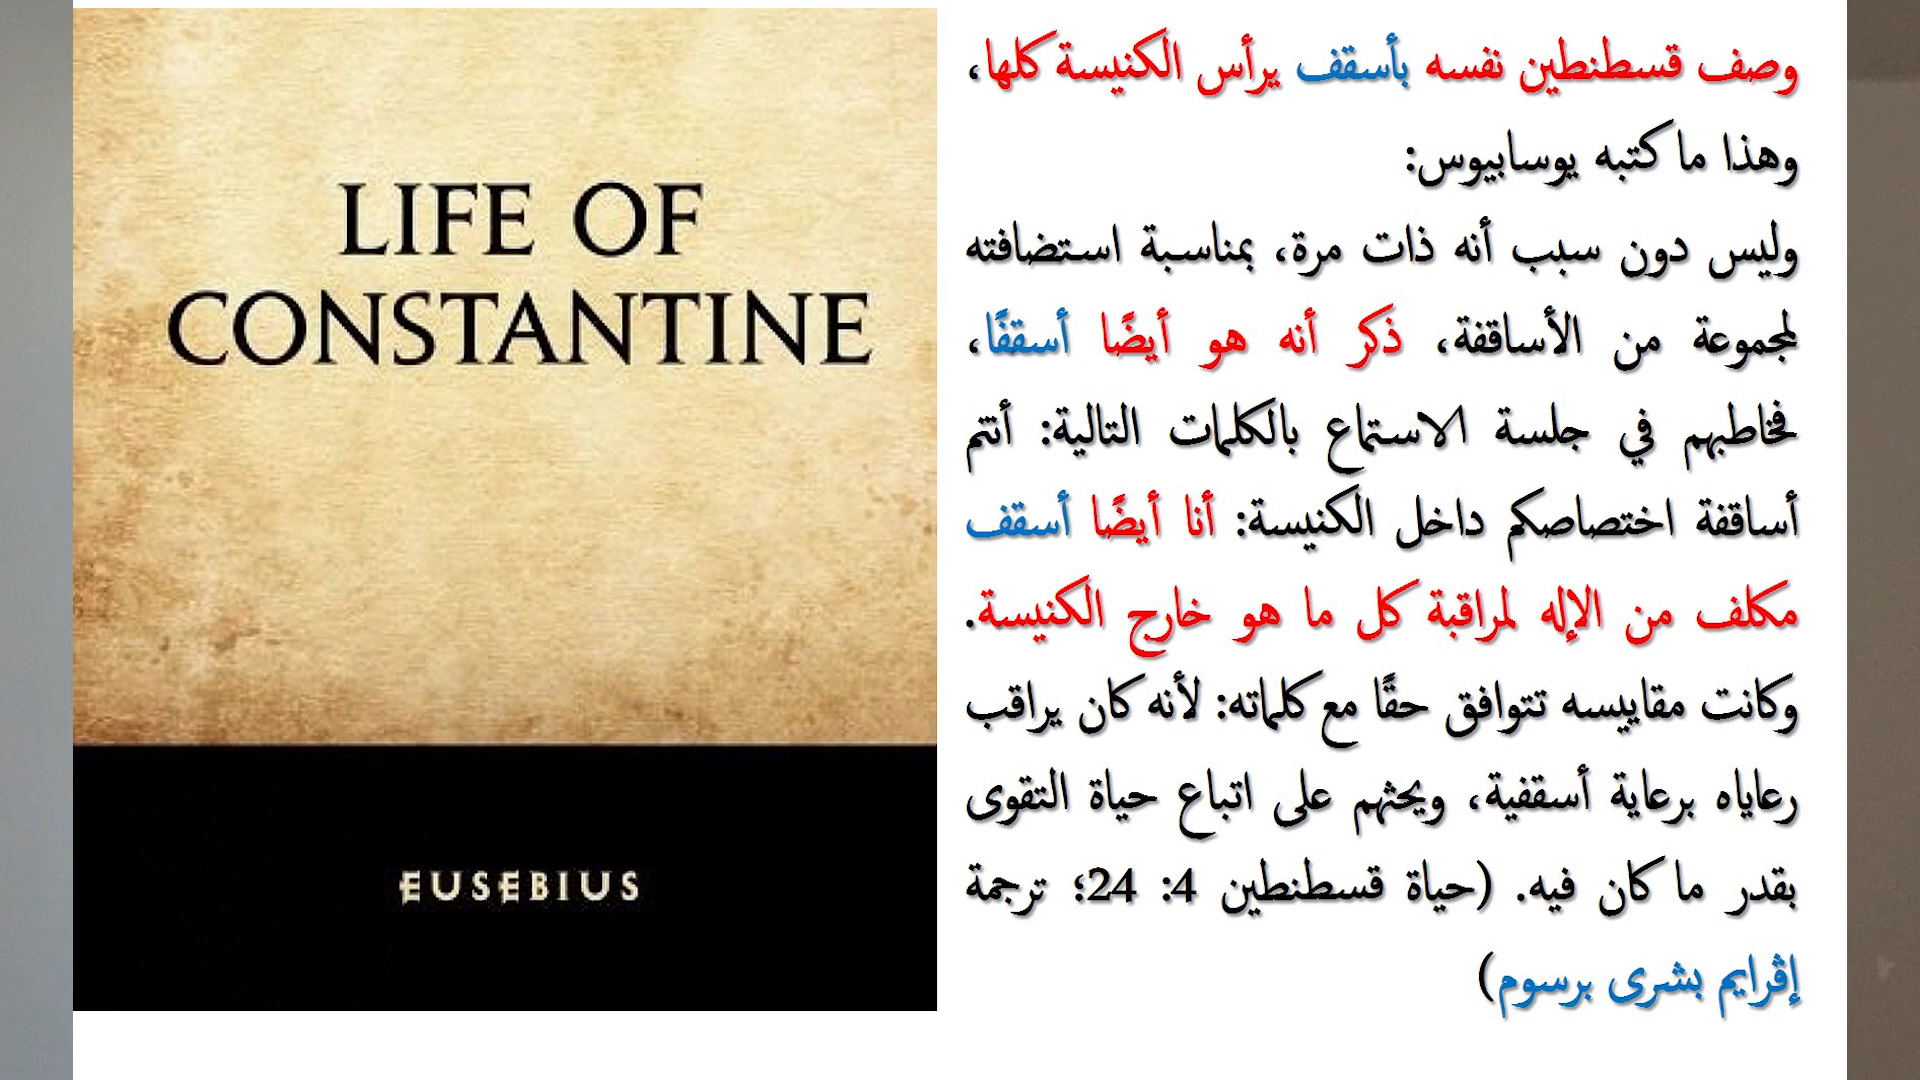 LIFE OF
CONSTANTINE
EUSEBIUS
وصف قسطنطين نفسه بأسقف يرأس الكنيسة كلها،
وهذا ما كتبه يوسابيوس:
وليس دون سبب أنه ذات مرة، بمناسبة استضافته
لمجموعة من الأساقفة، ذكر أنه هو أيضًا أسقفًا،
فخاطبهم في جلسة الاستماع بالكلمات التالية: أنتم
أساقفة اختصاصكم داخل الكنيسة: أنا أيضًا أسقف
مكلف من الإله لمراقبة كل ما هو خارج الكنيسة.
وكانت مقاييسه تتوافق حقًا مع كلماته: لأنه كان يراقب
رعاياه برعاية أسقفية، ويحثهم على اتباع حياة التقوى
بقدر ما كان فيه. (حياة قسطنطين 4: 24؛ ترجمة
إڤرايم بشرى برسوم)